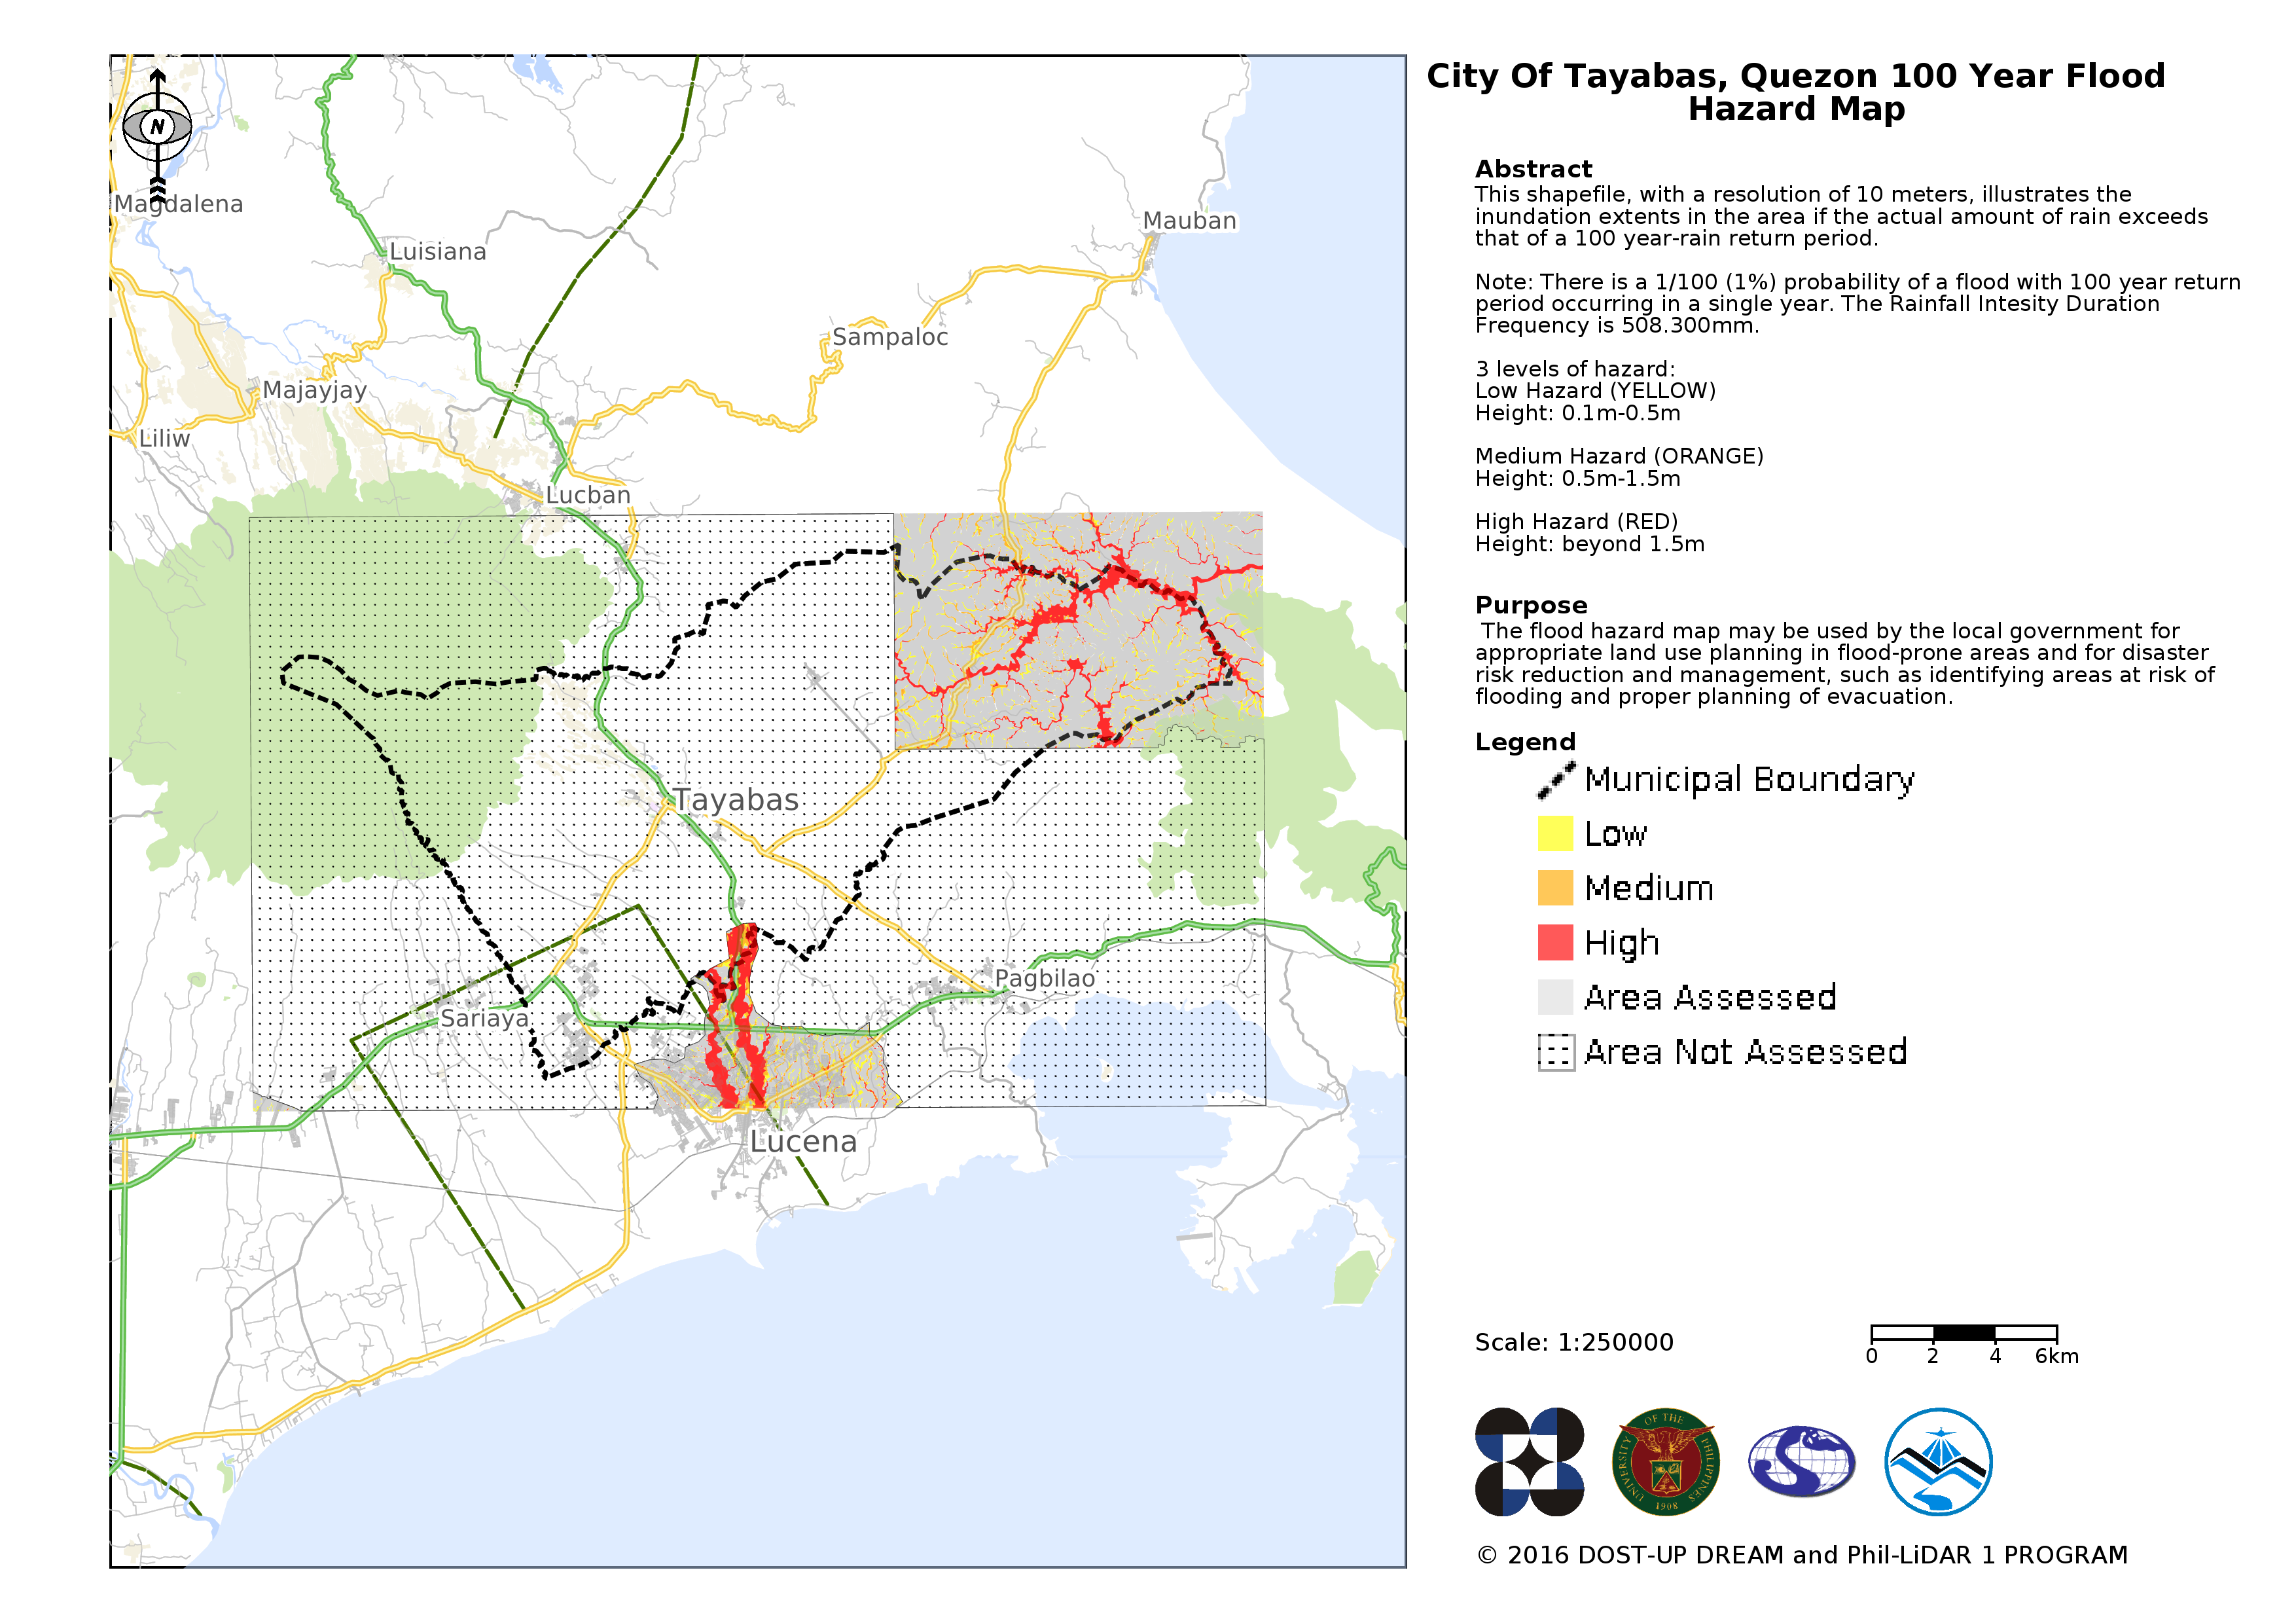 City Of Tayabas, Quezon 100 Year Flood
Hazard Map
Abstract
This shapefile, with a resolution of 10 meters, illustrates the
inundation extents in the area if the actual amount of rain exceeds
that of a 100 year-rain return period.
Note: There is a 1/100 (1%) probability of a flood with 100 year return
period occurring in a single year. The Rainfall Intesity Duration
Frequency is 508.300mm.
3 levels of hazard:
Low Hazard (YELLOW)
Height: 0.1m-0.5m
Medium Hazard (ORANGE)
Height: 0.5m-1.5m
High Hazard (RED)
Height: beyond 1.5m
Purpose
The flood hazard map may be used by the local government for
appropriate land use planning in flood-prone areas and for disaster
risk reduction and management, such as identifying areas at risk of
flooding and proper planning of evacuation.
Legend
Municipal Boundary
Low
Medium
High
Area Assessed
Area Not Assessed
Scale: 1:250000
0 2 4 6km
UNIVERSITY OF THE PHILIPPINES
1908
© 2016 DOST-UP DREAM and Phil-LiDAR 1 PROGRAM
N
Magdalena
Mauban
Luisiana
Sampaloc
Majayjay
Liliw
Lucban
Tayabas
Pagbilao
Sariaya
Lucena